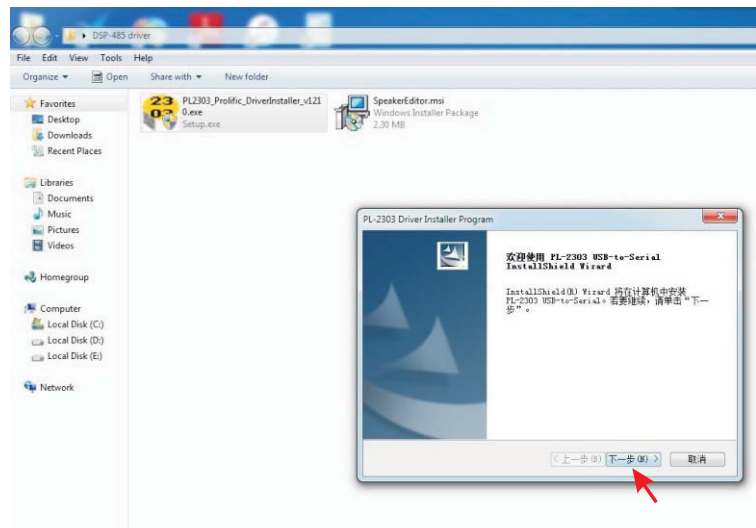 DSP-485 driver
File Edit View Tools Help
Organize Open Share with New folder
Favorites
Desktop
Downloads
Recent Places
Libraries
Documents
Music
Pictures
Videos
Homegroup
Computer
Local Disk (C:)
Local Disk (D:)
Local Disk (E:)
Network
23
03
PL2303_Prolific_DriverInstaller_v121
0.exe
Setup.exe
SpeakerEditor.msi
Windows Installer Package
2.30 MB
PL-2303 Driver Installer Program
欢迎使用 PL-2303 USB-to-Serial
InstallShield Wizard
InstallShield(R) Wizard 将在计算机中安装
PL-2303 USB-to-Serial。若要继续，请单击“下一
步”。
<上一步(B) 下一步(N) > 取消